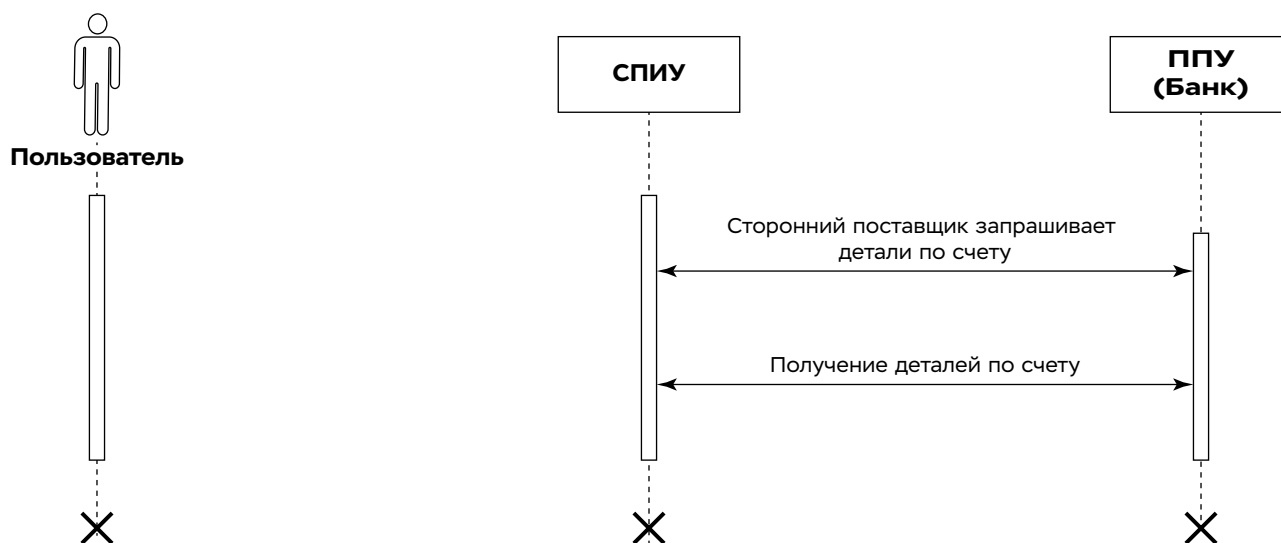 Пользователь
СПИУ
ППУ
(Банк)
Сторонний поставщик запрашивает
детали по счету
Получение деталей по счету